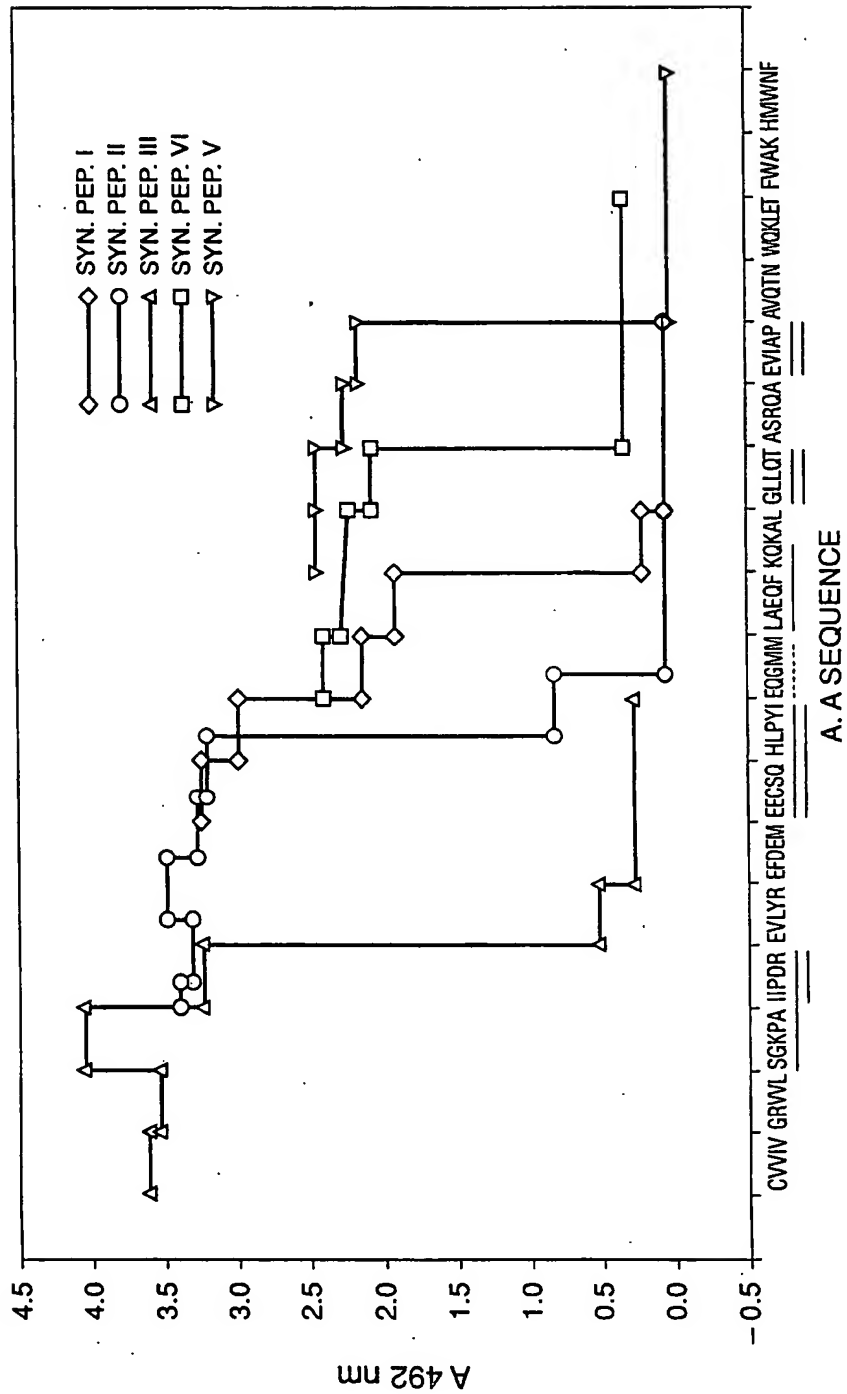 4.5
4.0
3.5
3.0
2.5
2.0
1.5
1.0
0.5
0.0
– 0.5
A 492 nm
SYN. PEP. I
SYN. PEP. II
SYN. PEP. III
SYN. PEP. VI
SYN. PEP. V
CVVIV GRVVL SGKPA IIPDR EVLYR EFDEM EECSQ HLPYI EQGMM LAEQF KQKAL GLLQT ASRQA EVIAP AVQTN WQKLET FWAK HMWNF
A. A SEQUENCE